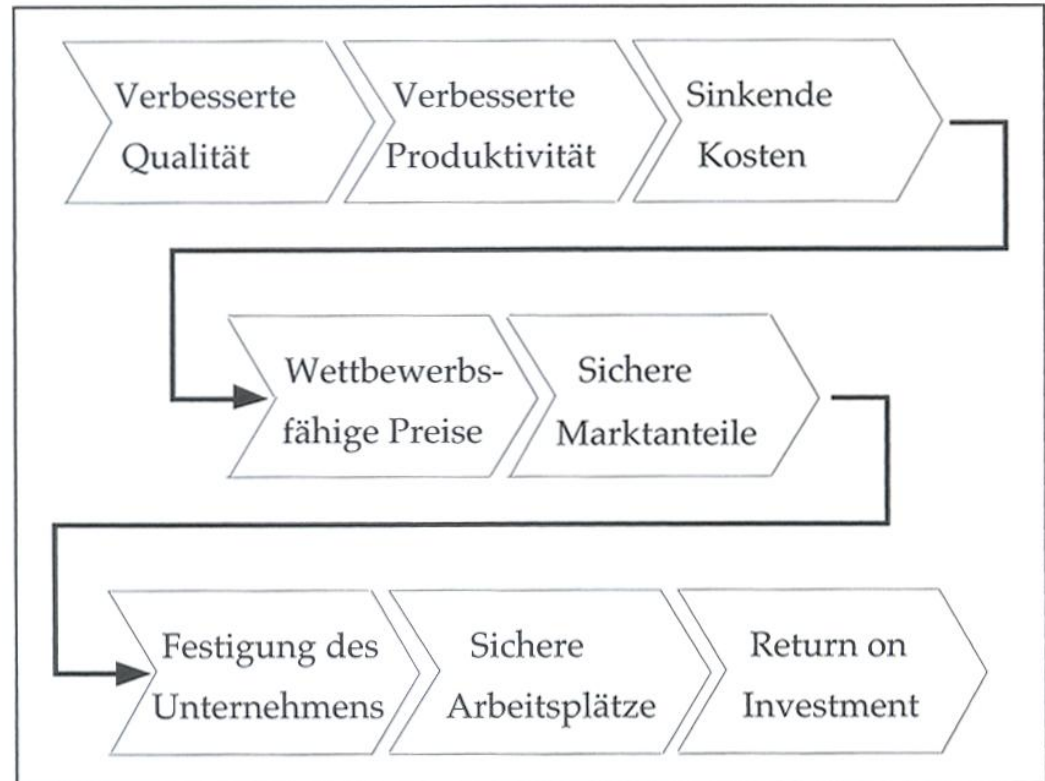 Verbesserte
Qualität
Verbesserte
Produktivität
Sinkende
Kosten
Wettbewerbs-
fähige Preise
Sichere
Marktanteile
Festigung des
Unternehmens
Sichere
Arbeitsplätze
Return on
Investment